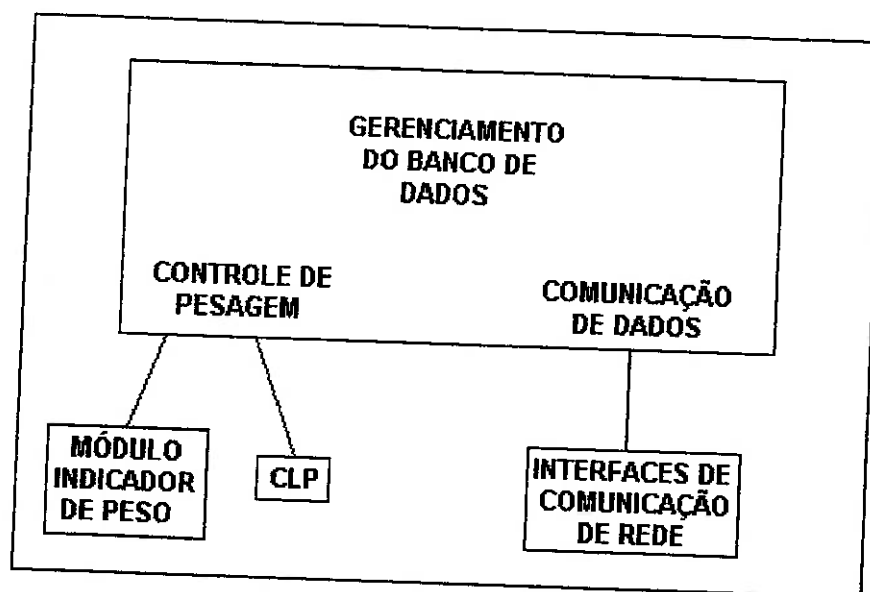 GERENCIAMENTO
DO BANCO DE
DADOS
CONTROLE DE
PESAGEM
COMUNICAÇÃO
DE DADOS
MÓDULO
INDICADOR
DE PESO
CLP
INTERFACES DE
COMUNICAÇÃO
DE REDE